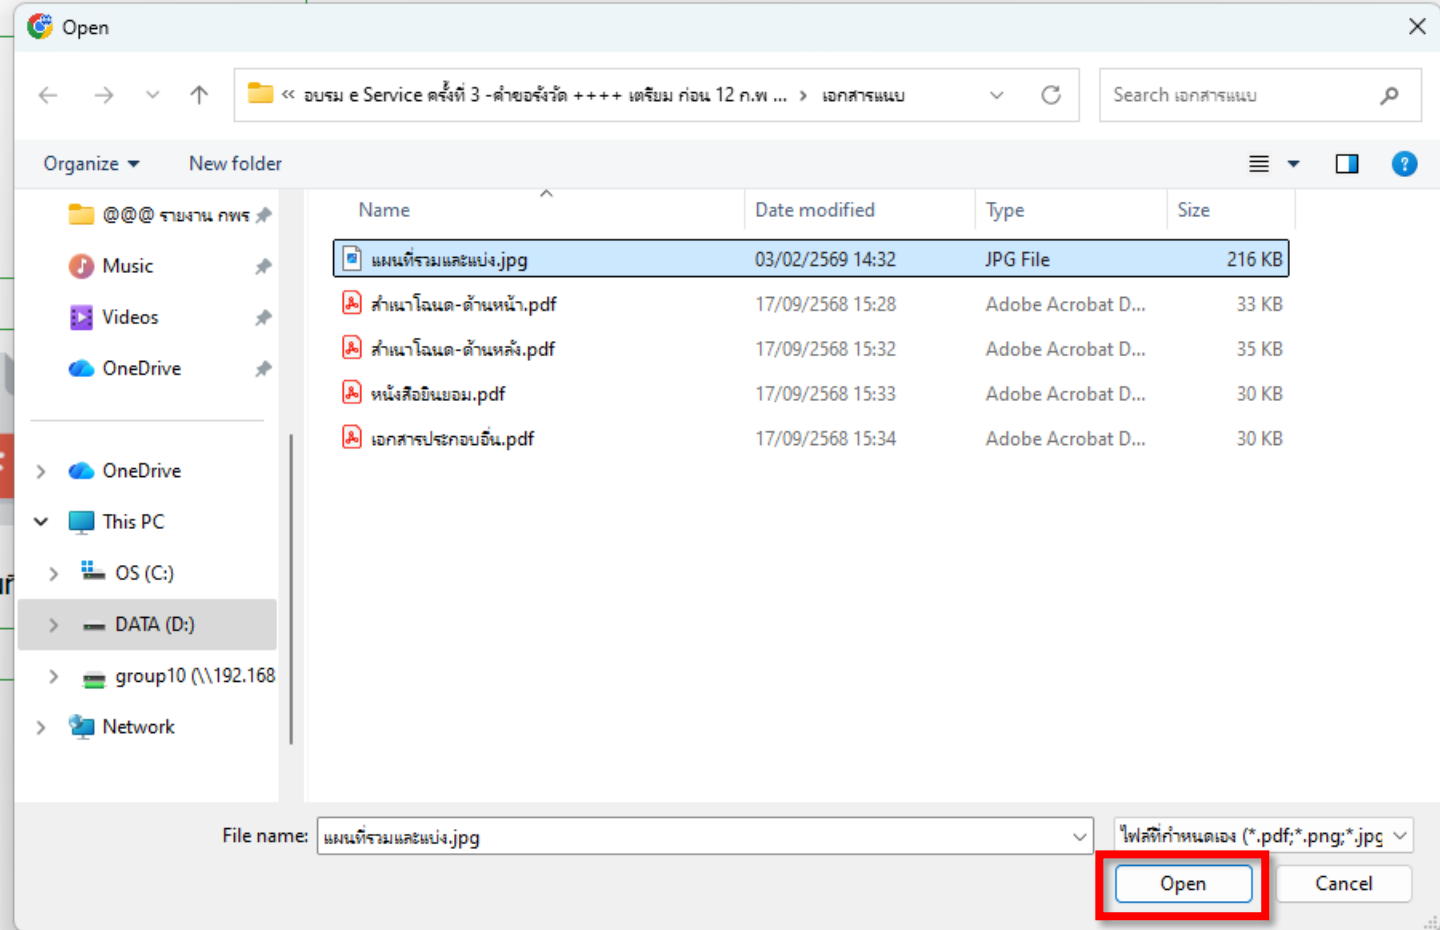 Open
« อบรม e Service ครั้งที่ 3 -คำขอรังวัด ++++ เตรียม ก่อน 12 ก.พ ... › เอกสารแนบ
Search เอกสารแนบ
Organize New folder
Name Date modified Type Size
@@@ รายงาน กพร
Music
Videos
OneDrive
OneDrive
This PC
OS (C:)
DATA (D:)
group10 (\\192.168
Network
แผนที่รวมและแบ่ง.jpg 03/02/2569 14:32 JPG File 216 KB
สำเนาโฉนด-ด้านหน้า.pdf 17/09/2568 15:28 Adobe Acrobat D... 33 KB
สำเนาโฉนด-ด้านหลัง.pdf 17/09/2568 15:32 Adobe Acrobat D... 35 KB
หนังสือยินยอม.pdf 17/09/2568 15:33 Adobe Acrobat D... 30 KB
เอกสารประกอบอื่น.pdf 17/09/2568 15:34 Adobe Acrobat D... 30 KB
File name: แผนที่รวมและแบ่ง.jpg ไฟล์ที่กำหนดเอง (*.pdf;*.png;*.jpg
Open Cancel